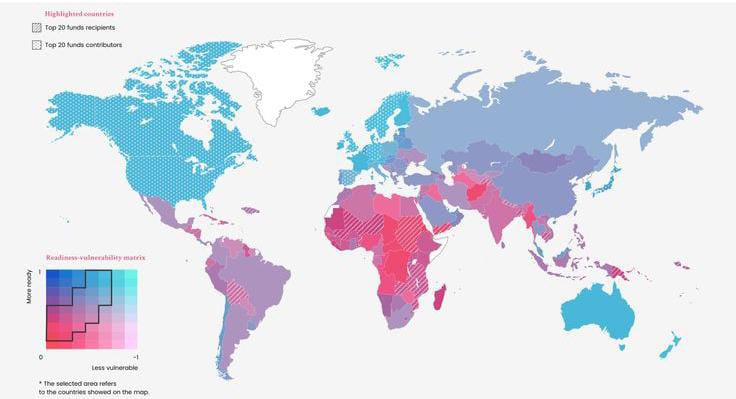 Highlighted countries
Top 20 funds recipients
Top 20 funds contributors
Readiness-vulnerability matrix
1
More ready
0
~1
Less vulnerable
* The selected area refers
to the countries showed on the map.